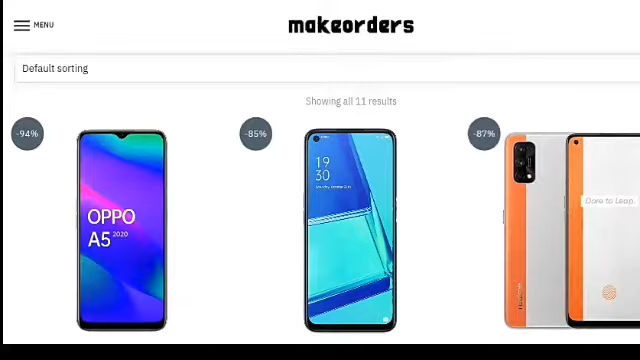 MENU
makeorders
Default sorting
Showing all 11 results
-94%
-85%
-87%
OPPO
A5 2020
19
30
Dare to Leap